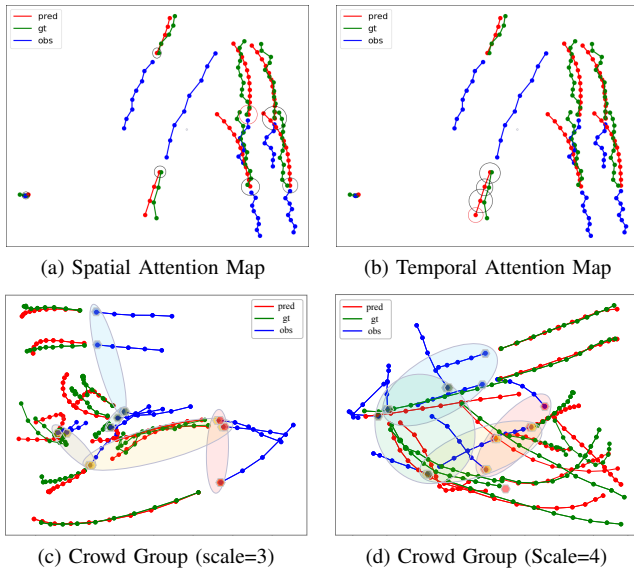 pred
gt
obs
pred
gt
obs
(a) Spatial Attention Map
(b) Temporal Attention Map
pred
gt
obs
pred
gt
obs
(c) Crowd Group (scale=3)
(d) Crowd Group (Scale=4)